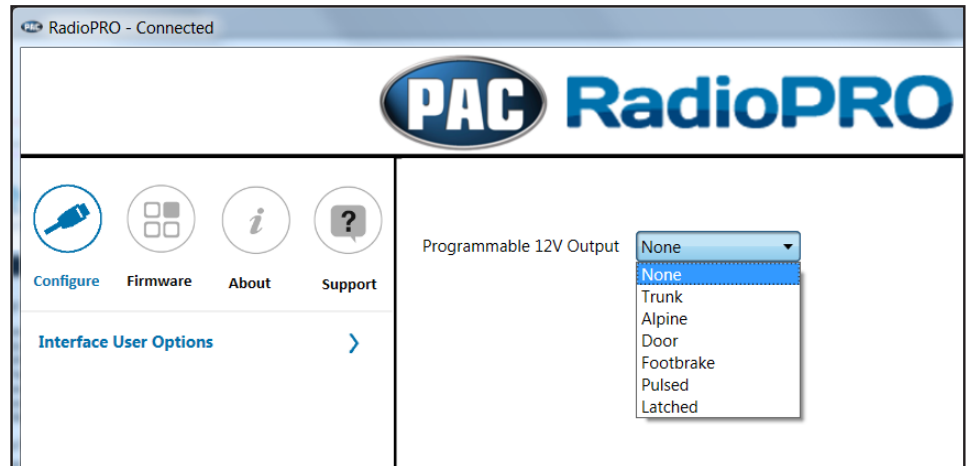 RadioPRO - Connected
PAC RadioPRO
Configure
Firmware
About
Support
Interface User Options
Programmable 12V Output
None
None
Trunk
Alpine
Door
Footbrake
Pulsed
Latched